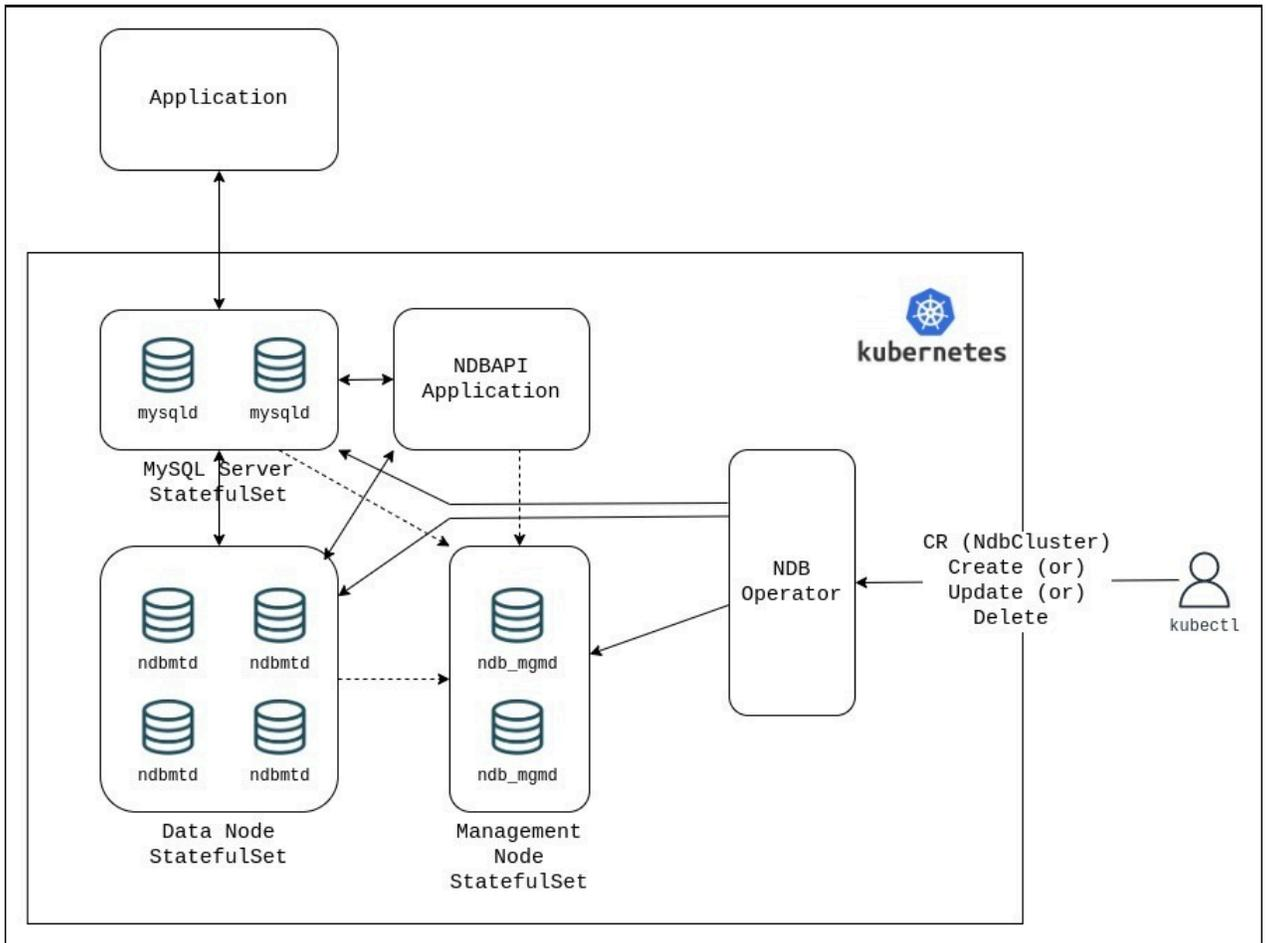 Application
kubernetes
mysqld
mysqld
NDBAPI
Application
MySQL Server
StatefulSet
NDB
Operator
CR (NdbCluster)
Create (or)
Update (or)
Delete
kubectl
ndbmtd
ndbmtd
ndb_mgmd
ndbmtd
ndbmtd
ndb_mgmd
Data Node
StatefulSet
Management
Node
StatefulSet